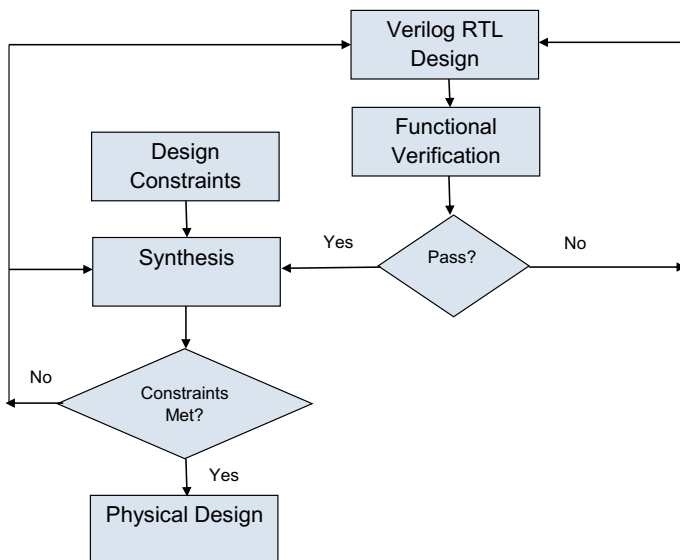 Verilog RTL
Design
Functional
Verification
Design
Constraints
Yes
Pass?
No
Synthesis
No
Constraints
Met?
Yes
Physical Design